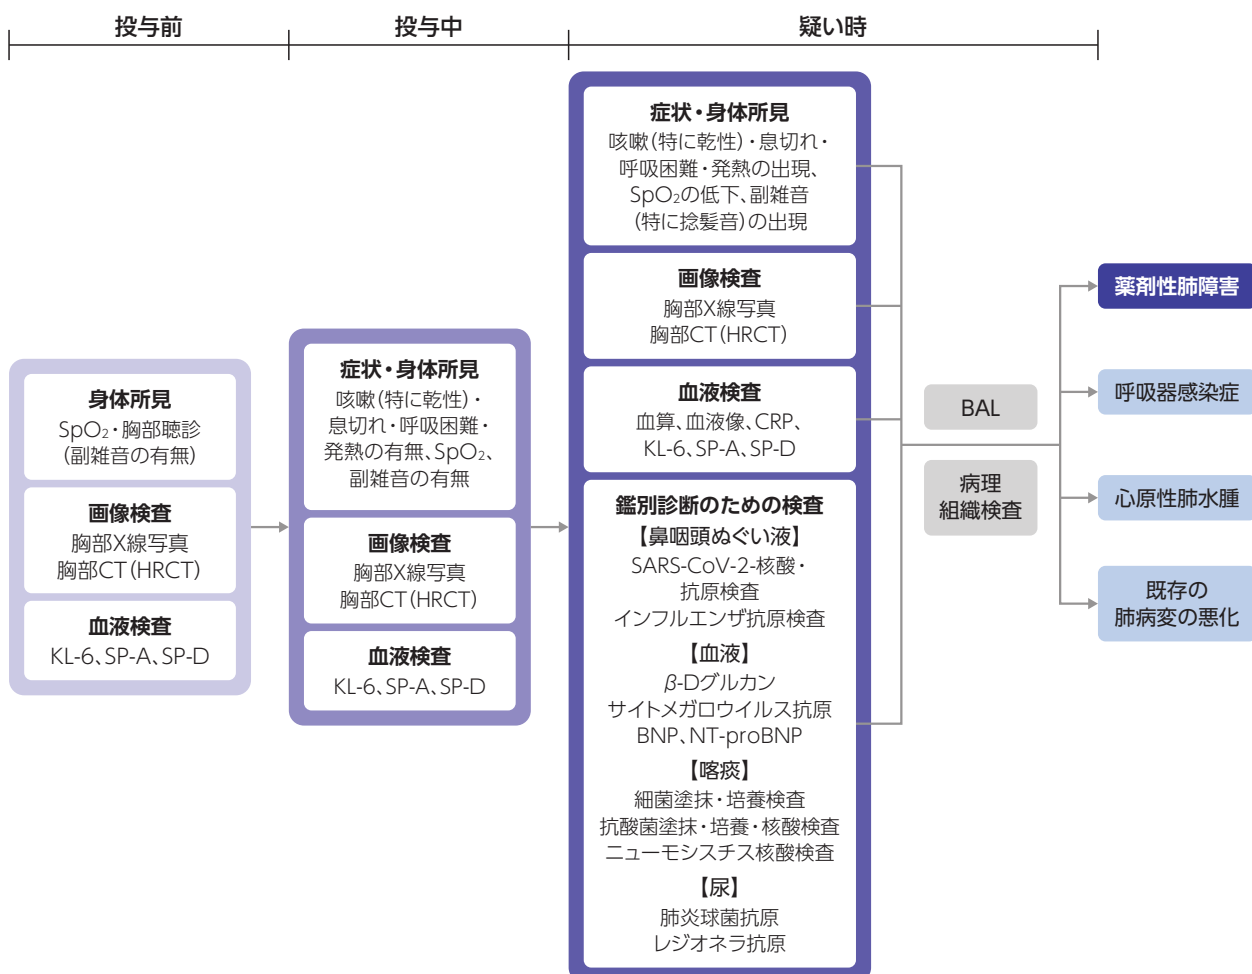 投与前
投与中
疑い時
身体所見
SpO₂・胸部聴診
(副雑音の有無)
画像検査
胸部X線写真
胸部CT(HRCT)
血液検査
KL-6、SP-A、SP-D
症状・身体所見
咳嗽(特に乾性)・
息切れ・呼吸困難・
発熱の有無、SpO₂、
副雑音の有無
画像検査
胸部X線写真
胸部CT(HRCT)
血液検査
KL-6、SP-A、SP-D
症状・身体所見
咳嗽(特に乾性)・息切れ・
呼吸困難・発熱の出現、
SpO₂の低下、副雑音
(特に捻髪音)の出現
画像検査
胸部X線写真
胸部CT(HRCT)
血液検査
血算、血液像、CRP、
KL-6、SP-A、SP-D
鑑別診断のための検査
【鼻咽頭ぬぐい液】
SARS-CoV-2-核酸・
抗原検査
インフルエンザ抗原検査
【血液】
β-Dグルカン
サイトメガロウイルス抗原
BNP、NT-proBNP
【喀痰】
細菌塗抹・培養検査
抗酸菌塗抹・培養・核酸検査
ニューモシスチス核酸検査
【尿】
肺炎球菌抗原
レジオネラ抗原
BAL
病理
組織検査
薬剤性肺障害
呼吸器感染症
心原性肺水腫
既存の
肺病変の悪化